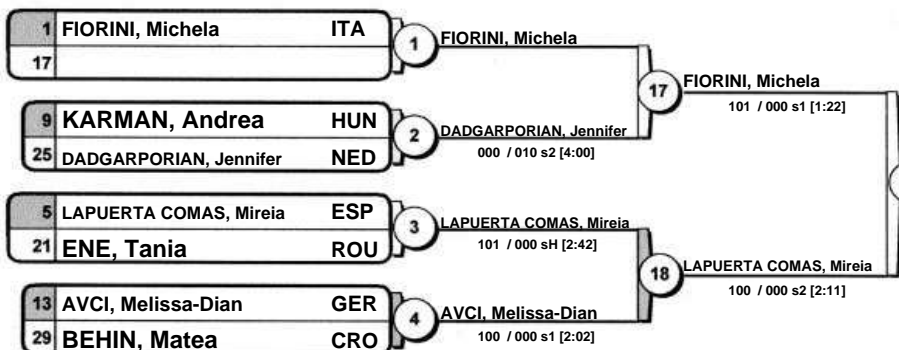 1 FIORINI, Michela ITA
17
1
FIORINI, Michela
9 KARMAN, Andrea HUN
25 DADGARPORIAN, Jennifer NED
2
DADGARPORIAN, Jennifer
000 / 010 s2 [4:00]
17
FIORINI, Michela
101 / 000 s1 [1:22]
5 LAPUERTA COMAS, Mireia ESP
21 ENE, Tania ROU
3
LAPUERTA COMAS, Mireia
101 / 000 sH [2:42]
13 AVCI, Melissa-Dian GER
29 BEHIN, Matea CRO
4
AVCI, Melissa-Dian
100 / 000 s1 [2:02]
18
LAPUERTA COMAS, Mireia
100 / 000 s2 [2:11]